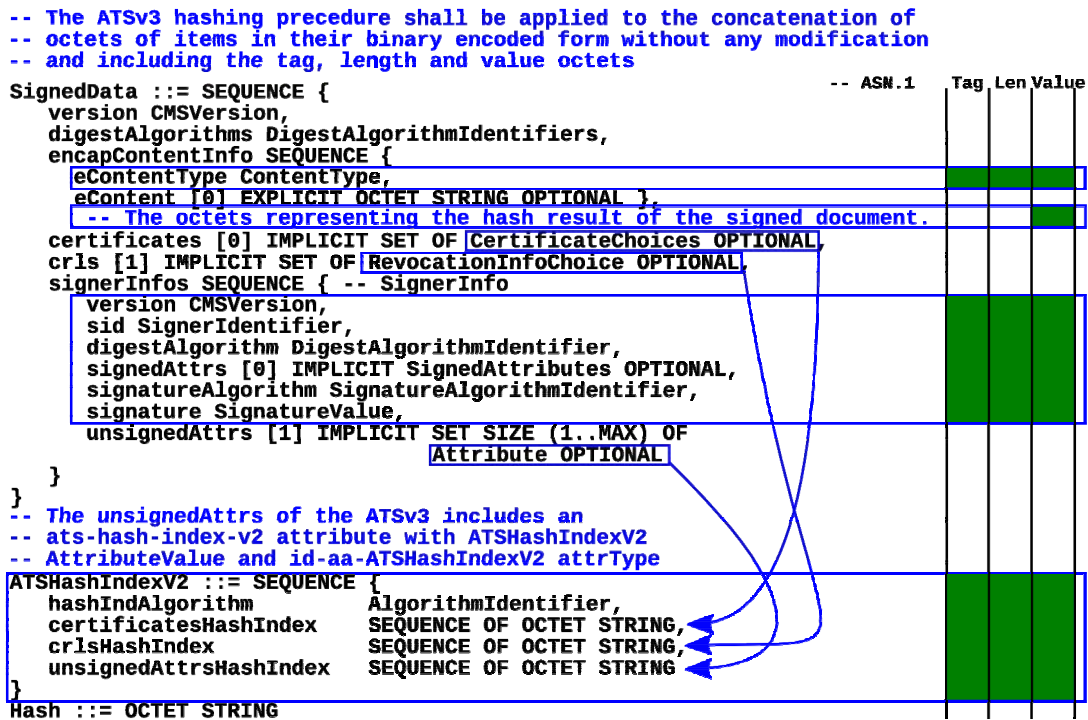 -- The ATSv3 hashing procedure shall be applied to the concatenation of
-- octets of items in their binary encoded form without any modification
-- and including the tag, length and value octets
-- ASN.1 Tag Len Value
SignedData ::= SEQUENCE {
version CMSVersion,
digestAlgorithms DigestAlgorithmIdentifiers,
encapContentInfo SEQUENCE {
eContentType ContentType,
eContent [0] EXPLICIT OCTET STRING OPTIONAL },
-- The octets representing the hash result of the signed document.
certificates [0] IMPLICIT SET OF CertificateChoices OPTIONAL,
crls [1] IMPLICIT SET OF RevocationInfoChoice OPTIONAL,
signerInfos SEQUENCE { -- SignerInfo
version CMSVersion,
sid SignerIdentifier,
digestAlgorithm DigestAlgorithmIdentifier,
signedAttrs [0] IMPLICIT SignedAttributes OPTIONAL,
signatureAlgorithm SignatureAlgorithmIdentifier,
signature SignatureValue,
unsignedAttrs [1] IMPLICIT SET SIZE (1..MAX) OF
Attribute OPTIONAL
}
}
-- The unsignedAttrs of the ATSv3 includes an
-- ats-hash-index-v2 attribute with ATSHashIndexV2
-- AttributeValue and id-aa-ATSHashIndexV2 attrType
ATSHashIndexV2 ::= SEQUENCE {
hashIndAlgorithm AlgorithmIdentifier,
certificatesHashIndex SEQUENCE OF OCTET STRING,
crlsHashIndex SEQUENCE OF OCTET STRING,
unsignedAttrsHashIndex SEQUENCE OF OCTET STRING
}
Hash ::= OCTET STRING